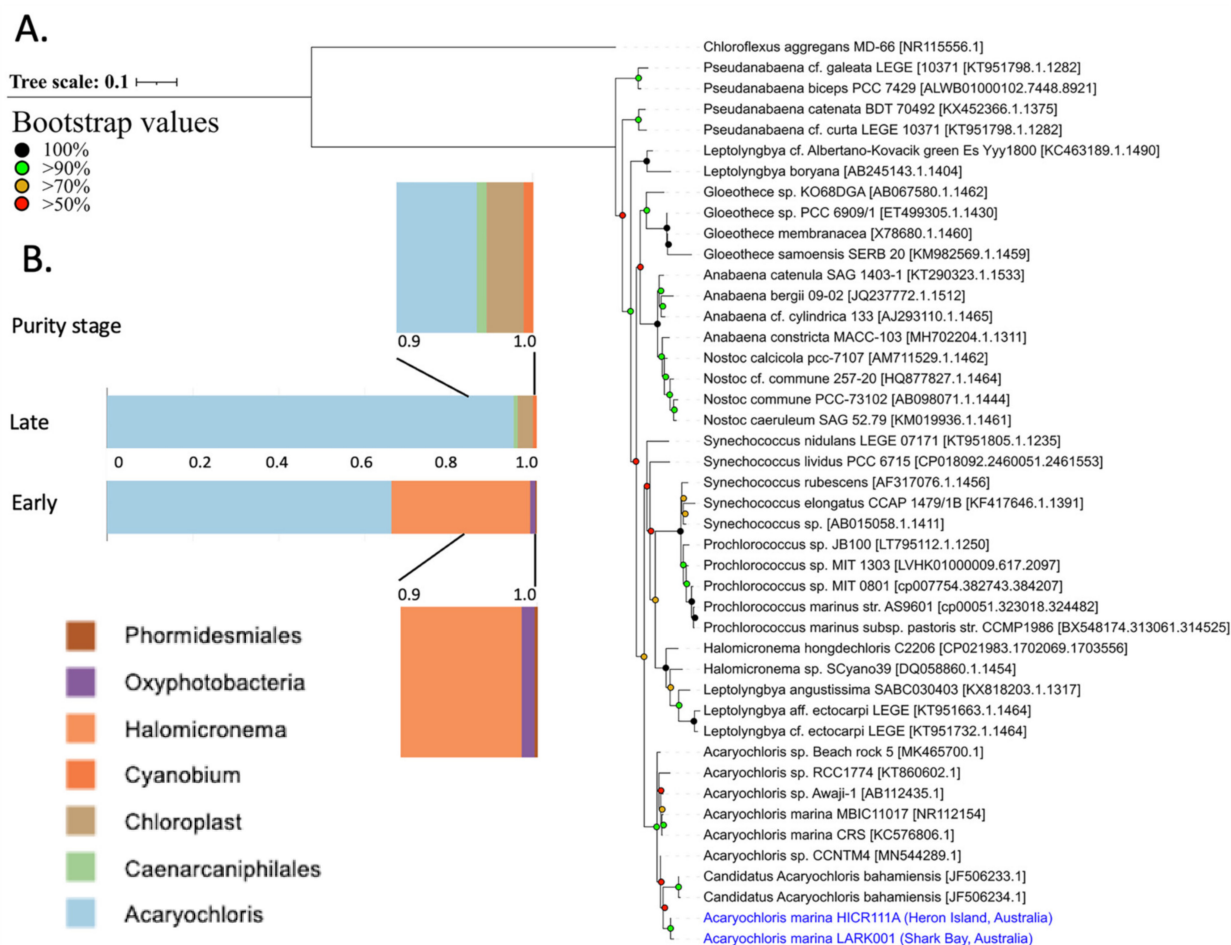 A.
Tree scale: 0.1
Bootstrap values
100%
>90%
>70%
>50%
B.
Purity stage
0.9 1.0
Late
0 0.2 0.4 0.6 0.8 1.0
Early
0.9 1.0
Phormidesmiales
Oxyphotobacteria
Halomicronema
Cyanobium
Chloroplast
Caenarcaniphilales
Acaryochloris
Chloroflexus aggregans MD-66 [NR115556.1]
Pseudanabaena cf. galeata LEGE [10371 [KT951798.1.1282]
Pseudanabaena biceps PCC 7429 [ALWB01000102.7448.8921]
Pseudanabaena catenata BDT 70492 [KX452366.1.1375]
Pseudanabaena cf. curta LEGE 10371 [KT951798.1.1282]
Leptolyngbya cf. Albertano-Kovacik green Es Yyy1800 [KC463189.1.1490]
Leptolyngbya boryana [AB245143.1.1404]
Gloeothece sp. KO68DGA [AB067580.1.1462]
Gloeothece sp. PCC 6909/1 [ET499305.1.1430]
Gloeothece membranacea [X78680.1.1460]
Gloeothece samoensis SERB 20 [KM982569.1.1459]
Anabaena catenula SAG 1403-1 [KT290323.1.1533]
Anabaena bergii 09-02 [JQ237772.1.1512]
Anabaena cf. cylindrica 133 [AJ293110.1.1465]
Anabaena constricta MACC-103 [MH702204.1.1311]
Nostoc calcicola pcc-7107 [AM711529.1.1462]
Nostoc cf. commune 257-20 [HQ877827.1.1464]
Nostoc commune PCC-73102 [AB098071.1.1444]
Nostoc caeruleum SAG 52.79 [KM019936.1.1461]
Synechococcus nidulans LEGE 07171 [KT951805.1.1235]
Synechococcus lividus PCC 6715 [CP018092.2460051.2461553]
Synechococcus rubescens [AF317076.1.1456]
Synechococcus elongatus CCAP 1479/1B [KF417646.1.1391]
Synechococcus sp. [AB015058.1.1411]
Prochlorococcus sp. JB100 [LT795112.1.1250]
Prochlorococcus sp. MIT 1303 [LVHK01000009.617.2097]
Prochlorococcus sp. MIT 0801 [cp007754.382743.384207]
Prochlorococcus marinus str. AS9601 [cp00051.323018.324482]
Prochlorococcus marinus subsp. pastoris str. CCMP1986 [BX548174.313061.314525]
Halomicronema hongdechloris C2206 [CP021983.1702069.1703556]
Halomicronema sp. SCyano39 [DQ058860.1.1454]
Leptolyngbya angustissima SABC030403 [KX818203.1.1317]
Leptolyngbya aff. ectocarpi LEGE [KT951663.1.1464]
Leptolyngbya cf. ectocarpi LEGE [KT951732.1.1464]
Acaryochloris sp. Beach rock 5 [MK465700.1]
Acaryochloris sp. RCC1774 [KT860602.1]
Acaryochloris sp. Awaji-1 [AB112435.1]
Acaryochloris marina MBIC11017 [NR112154]
Acaryochloris marina CRS [KC576806.1]
Acaryochloris sp. CCNTM4 [MN544289.1]
Candidatus Acaryochloris bahamiensis [JF506233.1]
Candidatus Acaryochloris bahamiensis [JF506234.1]
Acaryochloris marina HICR111A (Heron Island, Australia)
Acaryochloris marina LARK001 (Shark Bay, Australia)